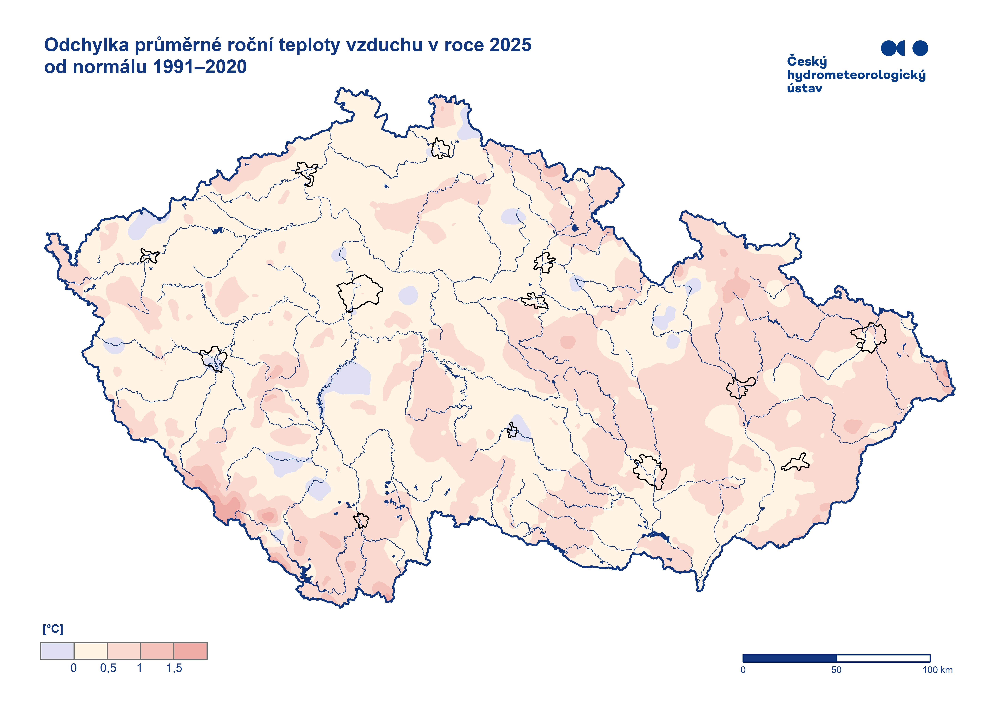 Odchylka průměrné roční teploty vzduchu v roce 2025
od normálu 1991–2020
Český
hydrometeorologický
ústav
[°C]
0 0,5 1 1,5
0 50 100 km